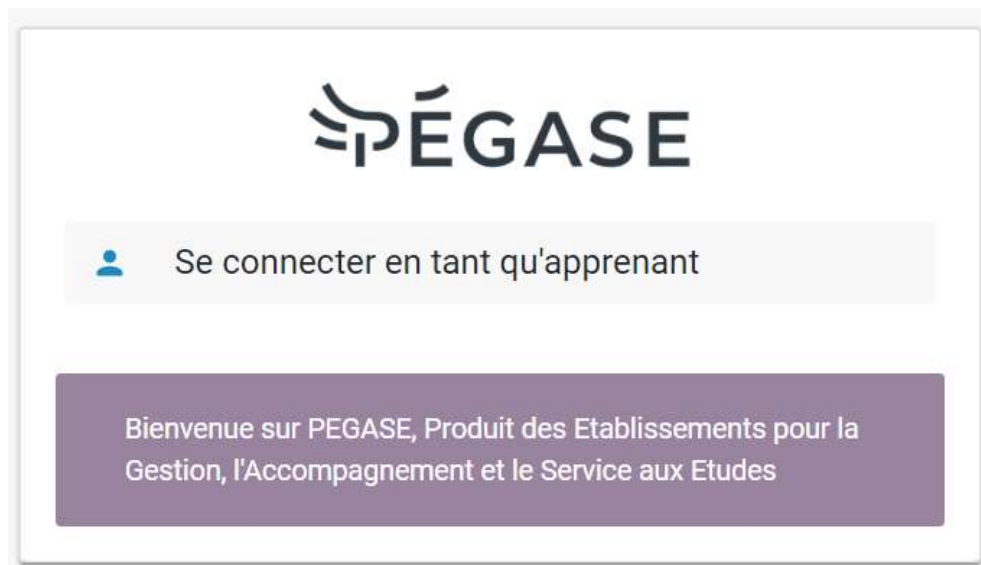 PÉGASE
Se connecter en tant qu'apprenant
Bienvenue sur PEGASE, Produit des Etablissements pour la
Gestion, l'Accompagnement et le Service aux Etudes